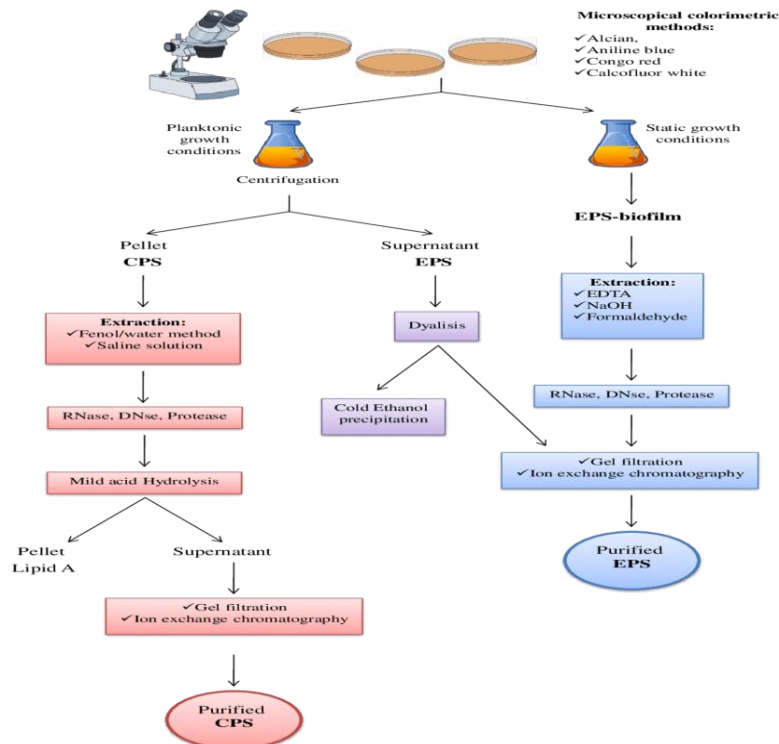 Microscopical colorimetric
methods:
✓Alcian,
✓Aniline blue
✓Congo red
✓Calcofluor white
Planktonic
growth
conditions
Static growth
conditions
Centrifugation
EPS-biofilm
Pellet
CPS
Supernatant
EPS
Extraction:
✓Fenol/water method
✓Saline solution
Dyalisis
Extraction:
✓EDTA
✓NaOH
✓Formaldehyde
RNase, DNse, Protease
Cold Ethanol
precipitation
RNase, DNse, Protease
Mild acid Hydrolysis
✓Gel filtration
✓Ion exchange chromatography
Pellet
Lipid A
Supernatant
Purified
EPS
✓Gel filtration
✓Ion exchange chromatography
Purified
CPS